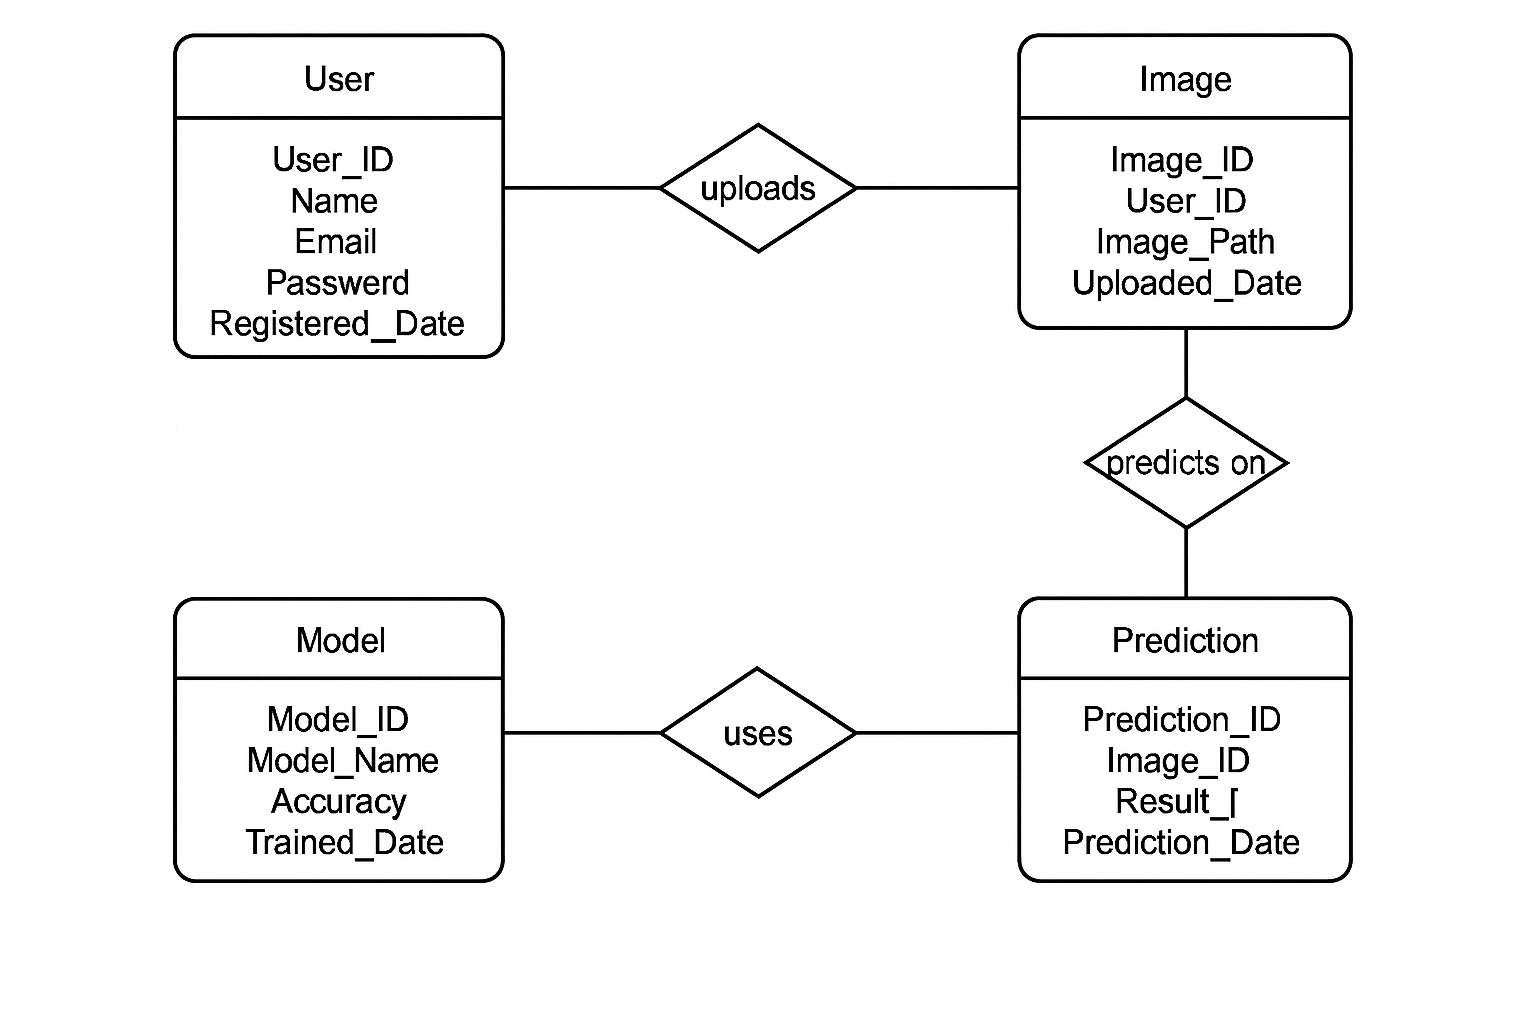 User
User_ID
Name
Email
Passwerd
Registered_Date
uploads
Image
Image_ID
User_ID
Image_Path
Uploaded_Date
predicts on
Model
Model_ID
Model_Name
Accuracy
Trained_Date
uses
Prediction
Prediction_ID
Image_ID
Result_
Prediction_Date